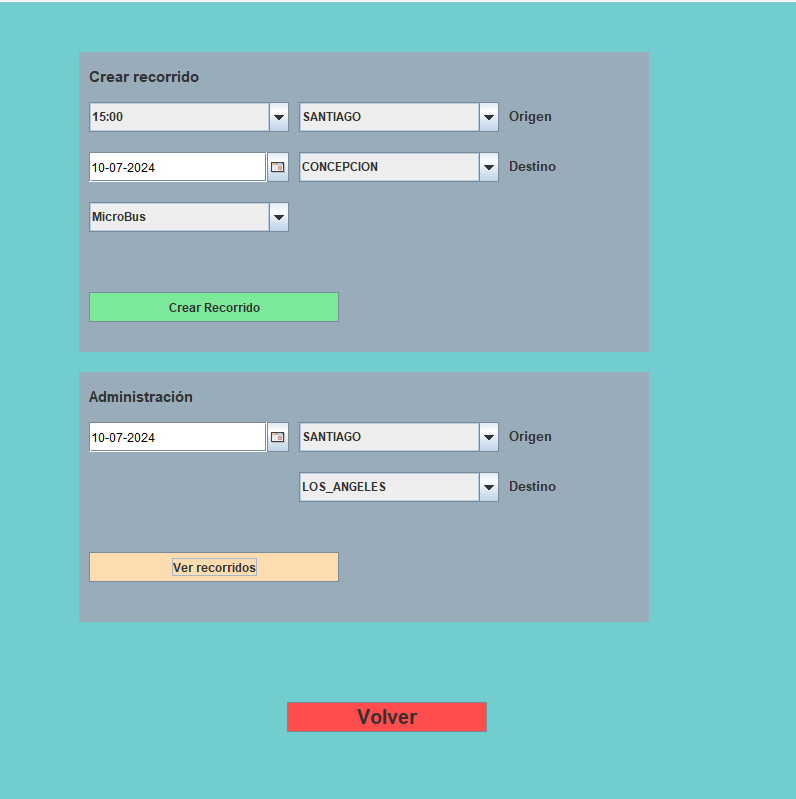 Crear recorrido
15:00 SANTIAGO Origen
10-07-2024 CONCEPCION Destino
MicroBus
Crear Recorrido
Administración
10-07-2024 SANTIAGO Origen
LOS_ANGELES Destino
Ver recorridos
Volver